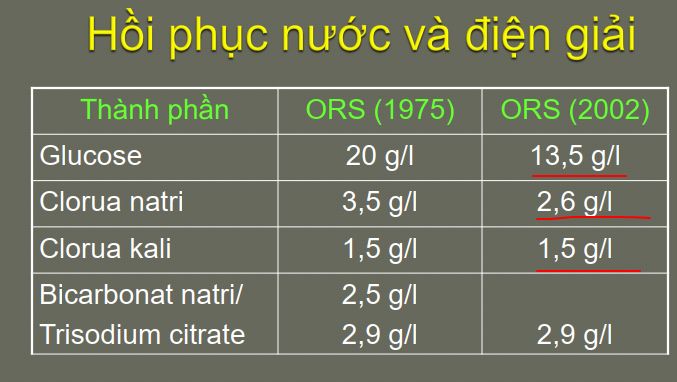 Hồi phục nước và điện giải
Thành phần ORS (1975) ORS (2002)
Glucose 20 g/l 13,5 g/l
Clorua natri 3,5 g/l 2,6 g/l
Clorua kali 1,5 g/l 1,5 g/l
Bicarbonat natri/ 2,5 g/l
Trisodium citrate 2,9 g/l 2,9 g/l